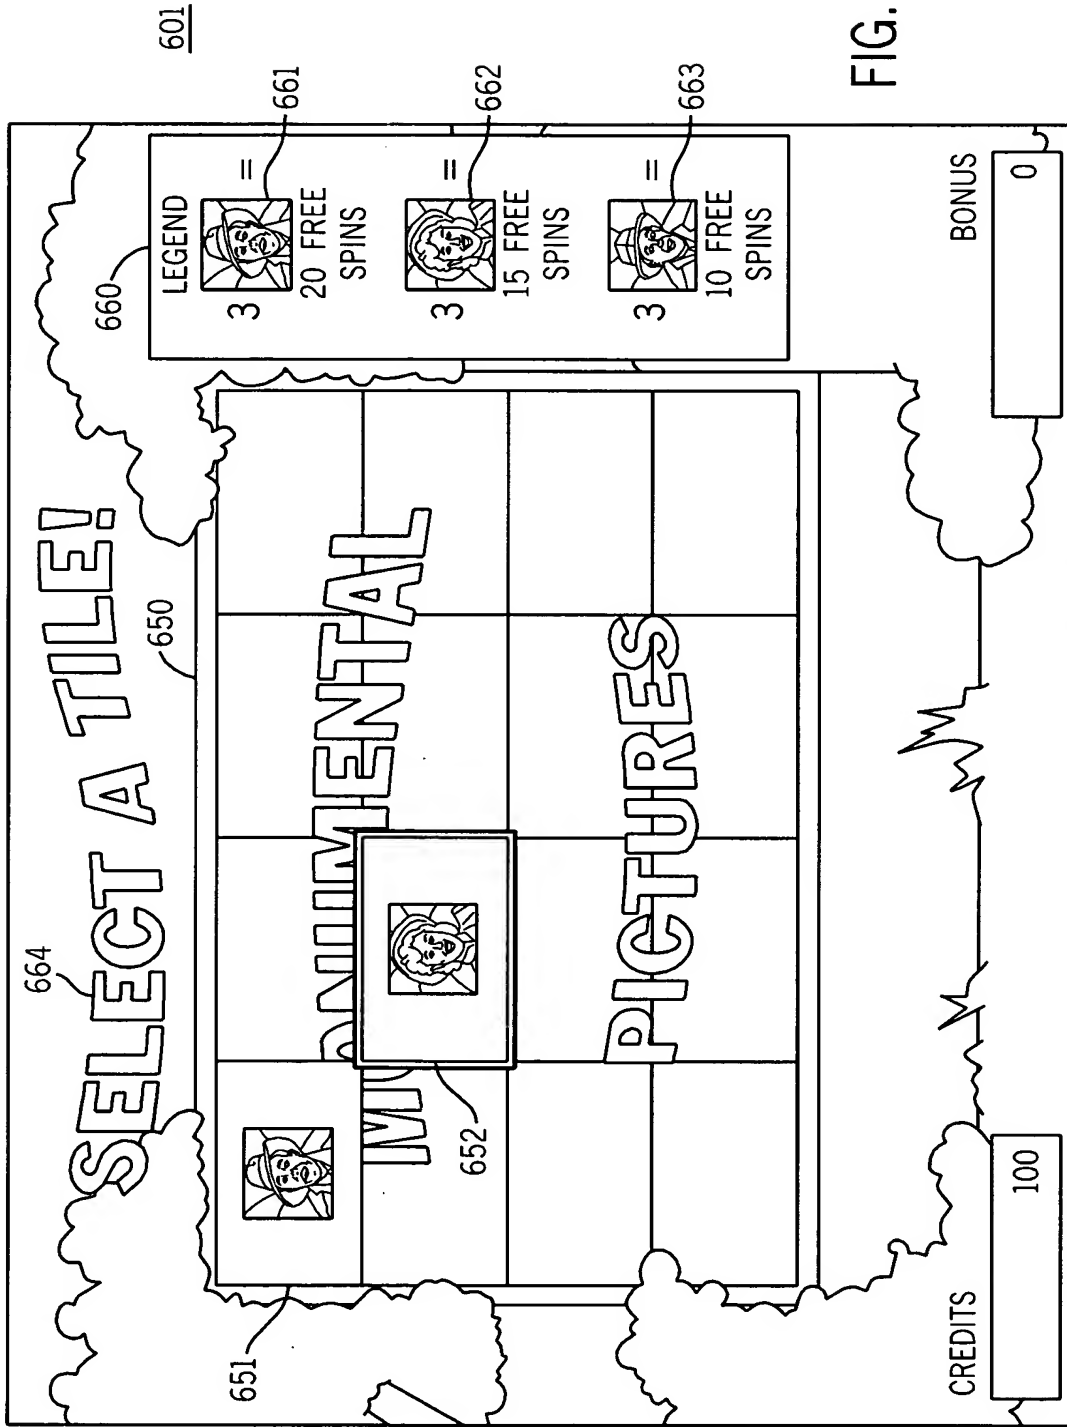 601
664
SELECT A TILE!
650
660
LEGEND
3 =
661
20 FREE
SPINS
3 =
662
15 FREE
SPINS
3 =
663
10 FREE
SPINS
651
MONUMENTAL
652
PICTURES
CREDITS
100
BONUS
0
FIG.